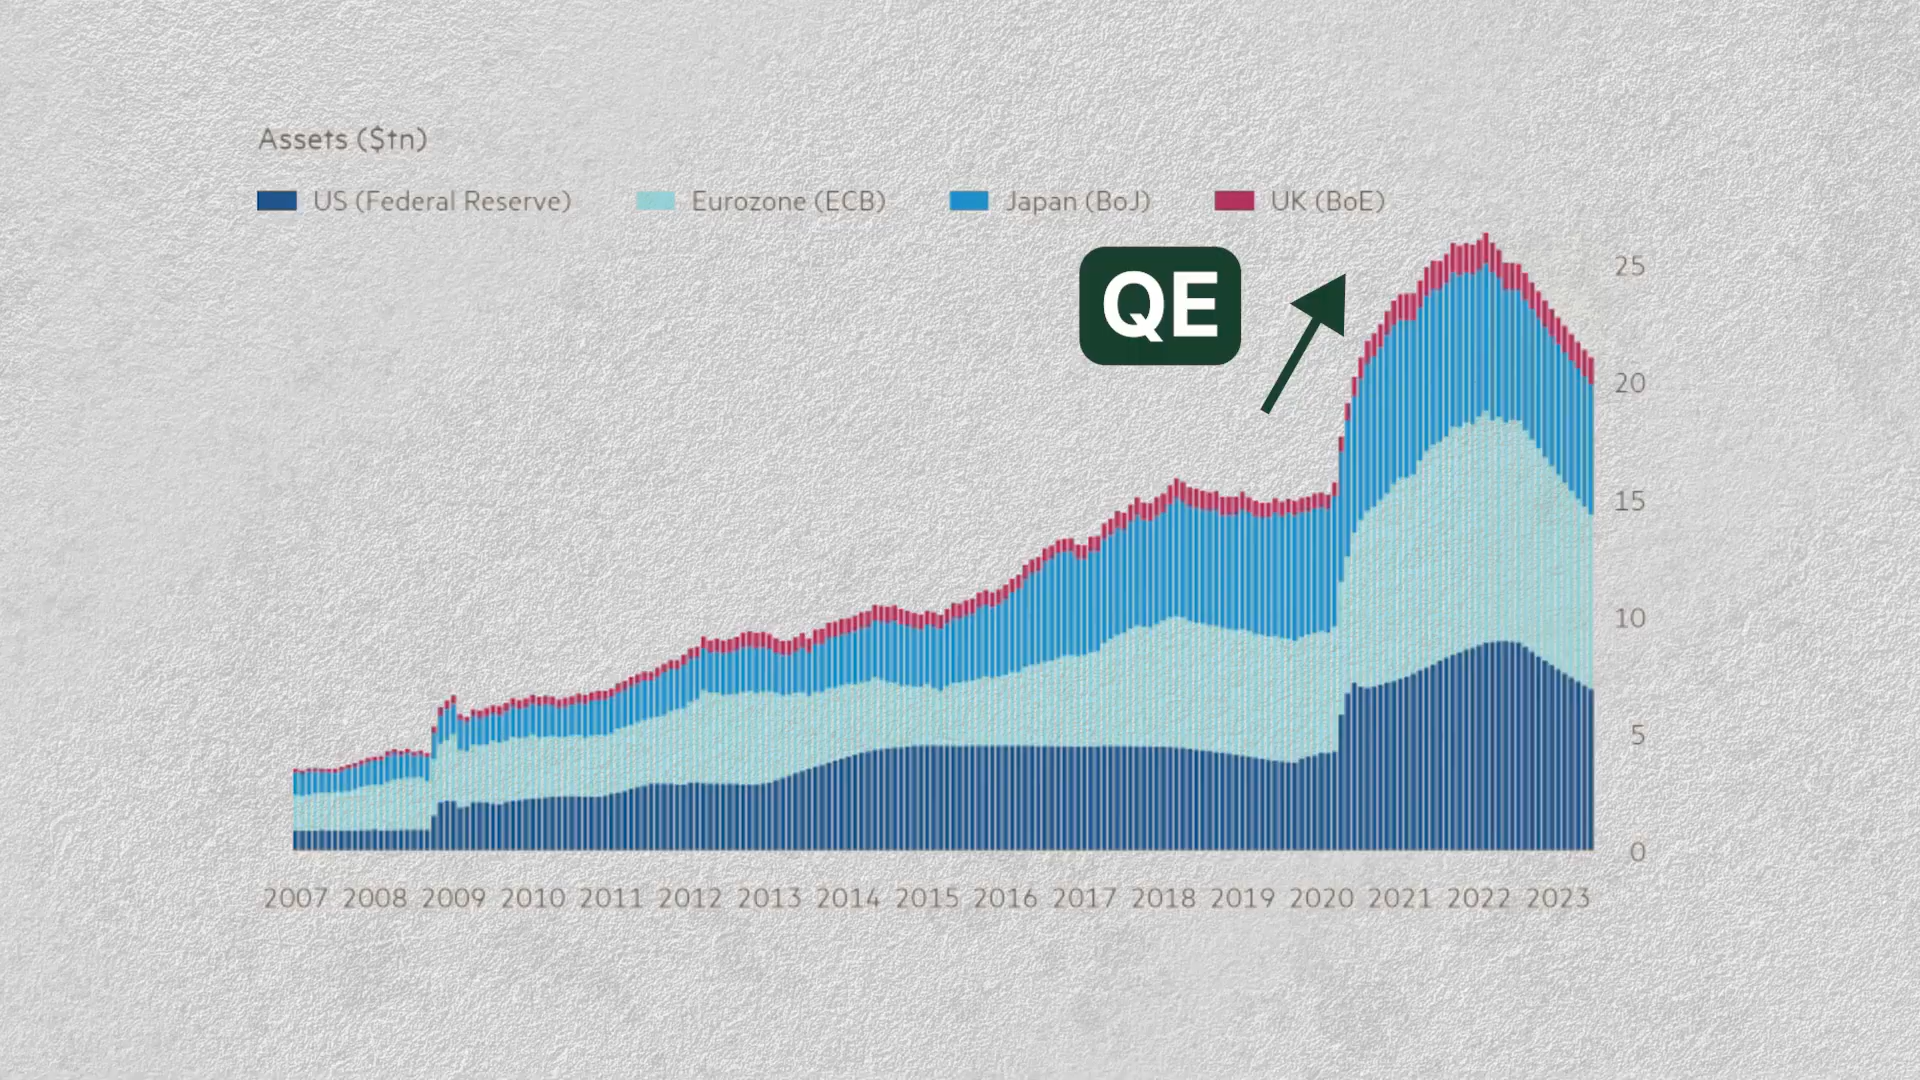 Assets ($tn)
US (Federal Reserve) Eurozone (ECB) Japan (BoJ) UK (BoE)
QE
25
20
15
10
5
0
2007 2008 2009 2010 2011 2012 2013 2014 2015 2016 2017 2018 2019 2020 2021 2022 2023